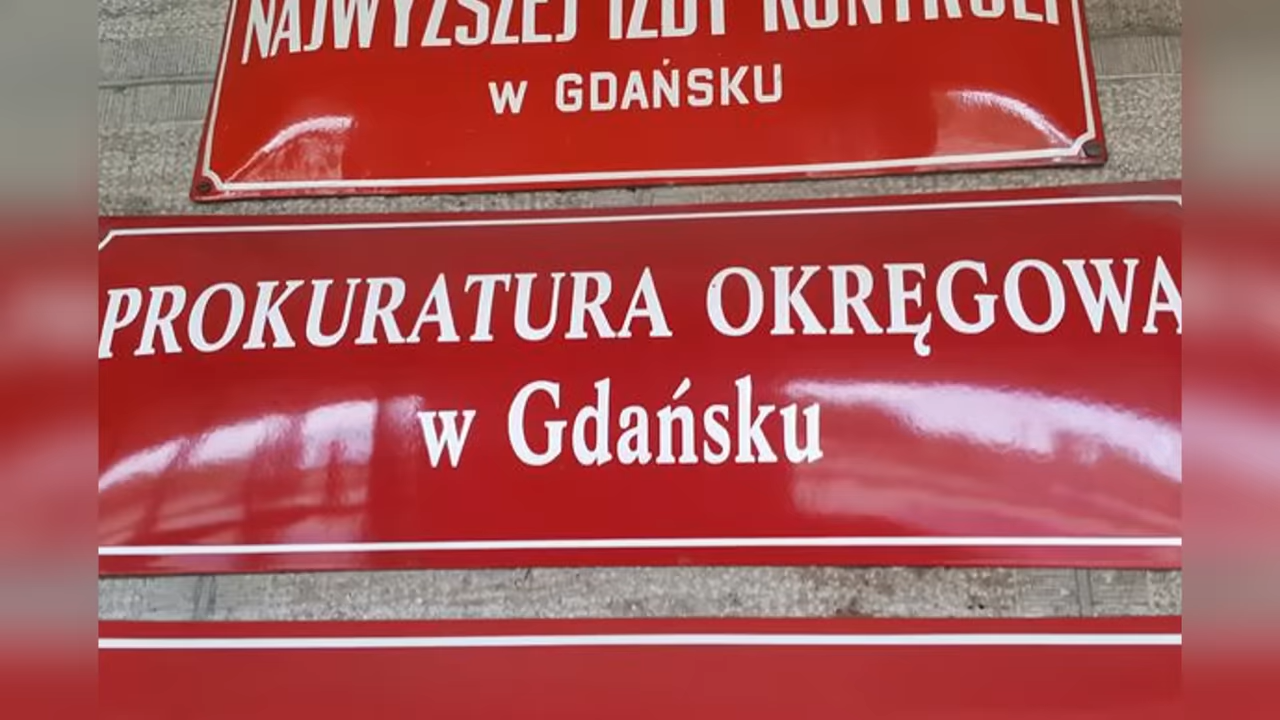 NAJWYŻSZEJ IZBY KONTROLI
W GDAŃSKU
PROKURATURA OKRĘGOWA
w Gdańsku